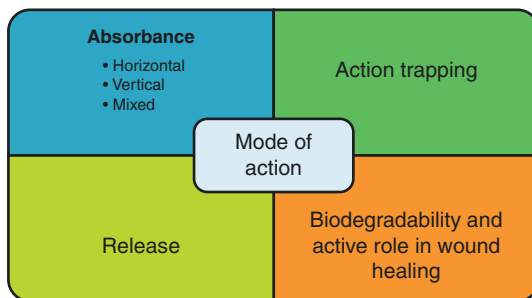 Absorbance
• Horizontal
• Vertical
• Mixed
Action trapping
Mode of
action
Release
Biodegradability and
active role in wound
healing